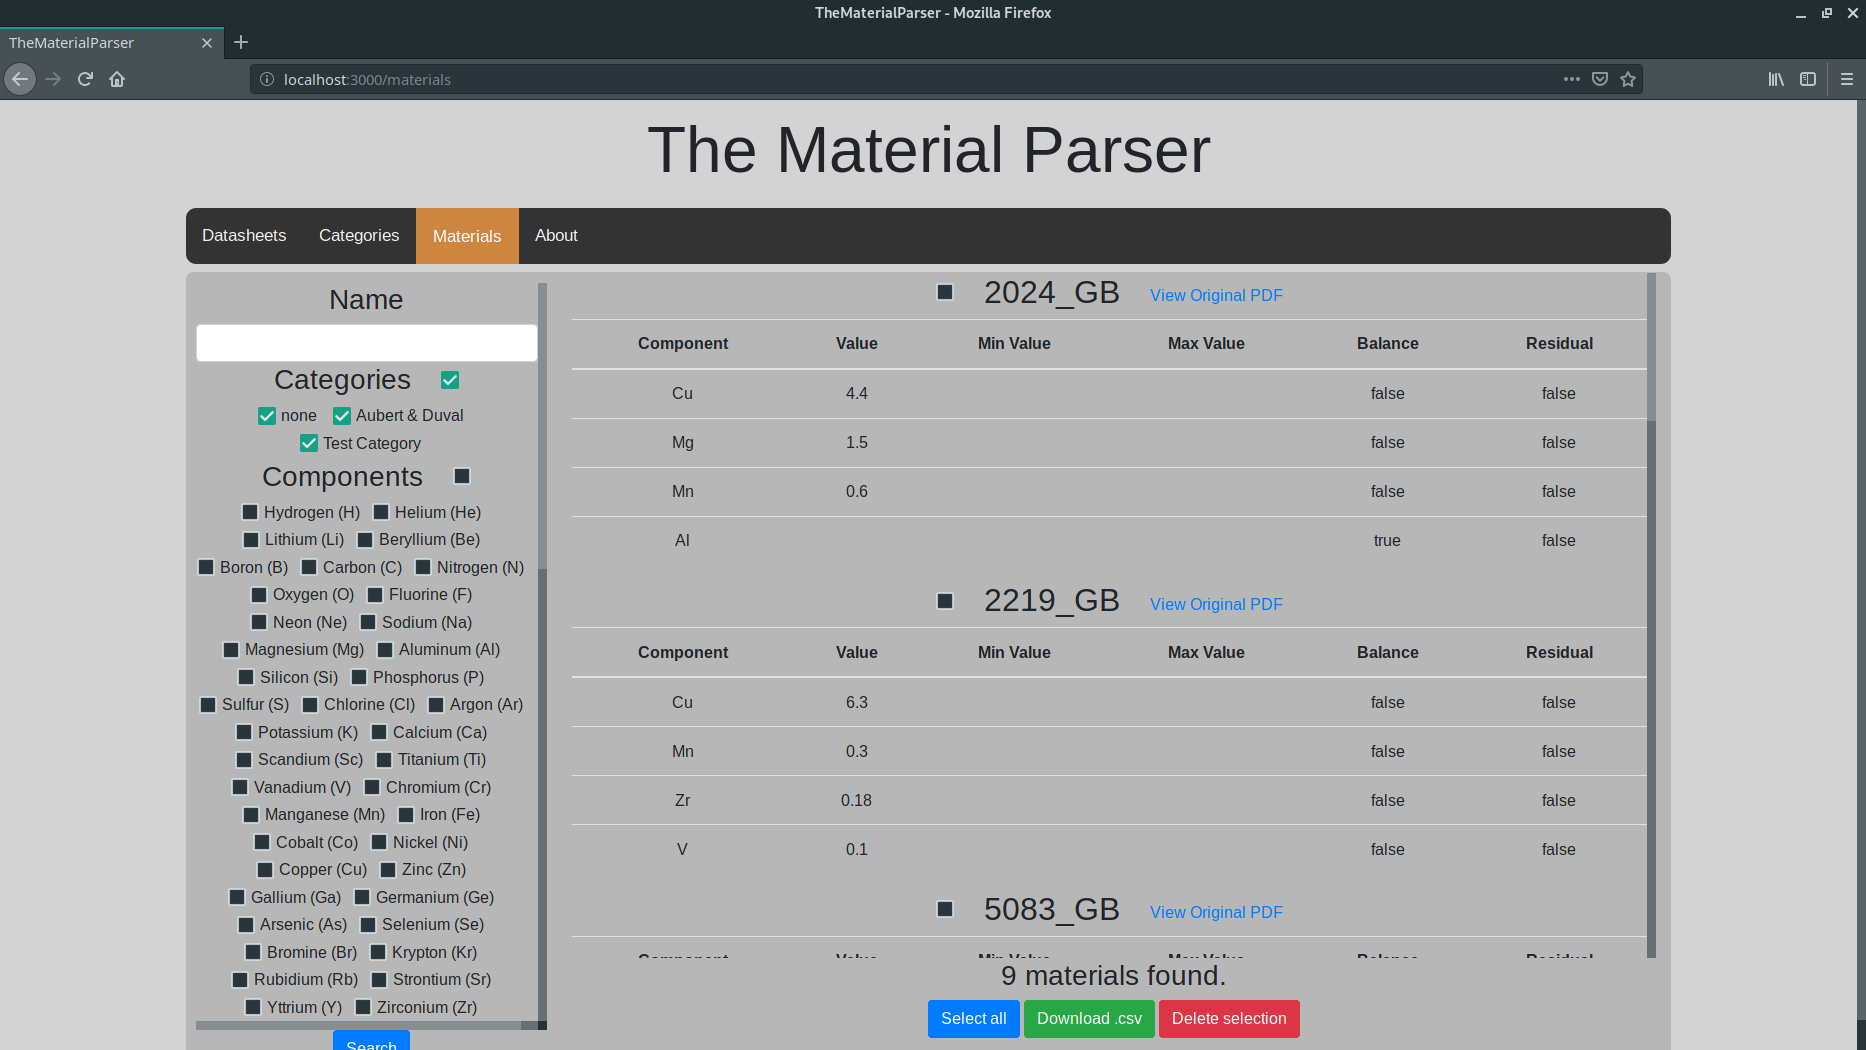 TheMaterialParser - Mozilla Firefox
TheMaterialParser
localhost:3000/materials
The Material Parser
Datasheets Categories Materials About
Name
Categories
none Aubert & Duval
Test Category
Components
Hydrogen (H) Helium (He)
Lithium (Li) Beryllium (Be)
Boron (B) Carbon (C) Nitrogen (N)
Oxygen (O) Fluorine (F)
Neon (Ne) Sodium (Na)
Magnesium (Mg) Aluminum (Al)
Silicon (Si) Phosphorus (P)
Sulfur (S) Chlorine (Cl) Argon (Ar)
Potassium (K) Calcium (Ca)
Scandium (Sc) Titanium (Ti)
Vanadium (V) Chromium (Cr)
Manganese (Mn) Iron (Fe)
Cobalt (Co) Nickel (Ni)
Copper (Cu) Zinc (Zn)
Gallium (Ga) Germanium (Ge)
Arsenic (As) Selenium (Se)
Bromine (Br) Krypton (Kr)
Rubidium (Rb) Strontium (Sr)
Yttrium (Y) Zirconium (Zr)
Search
2024_GB View Original PDF
Component Value Min Value Max Value Balance Residual
Cu 4.4 false false
Mg 1.5 false false
Mn 0.6 false false
Al true false
2219_GB View Original PDF
Component Value Min Value Max Value Balance Residual
Cu 6.3 false false
Mn 0.3 false false
Zr 0.18 false false
V 0.1 false false
5083_GB View Original PDF
Component Value Min Value Max Value Balance Residual
9 materials found.
Select all Download .csv Delete selection